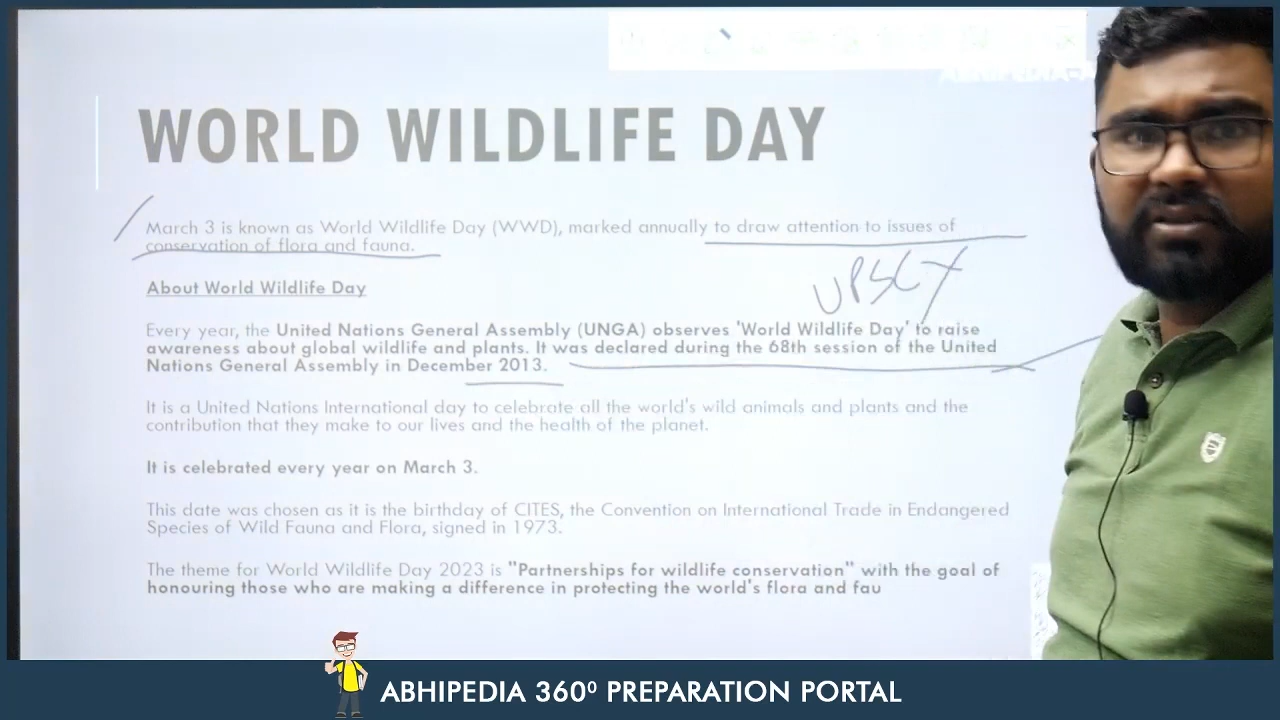 WORLD WILDLIFE DAY
March 3 is known as World Wildlife Day (WWD), marked annually to draw attention to issues of
conservation of flora and fauna.
UPSC
About World Wildlife Day
Every year, the United Nations General Assembly (UNGA) observes 'World Wildlife Day' to raise
awareness about global wildlife and plants. It was declared during the 68th session of the United
Nations General Assembly in December 2013.
It is a United Nations International day to celebrate all the world's wild animals and plants and the
contribution that they make to our lives and the health of the planet.
It is celebrated every year on March 3.
This date was chosen as it is the birthday of CITES, the Convention on International Trade in Endangered
Species of Wild Fauna and Flora, signed in 1973.
The theme for World Wildlife Day 2023 is "Partnerships for wildlife conservation" with the goal of
honouring those who are making a difference in protecting the world's flora and fau
ABHIPEDIA 360⁰ PREPARATION PORTAL